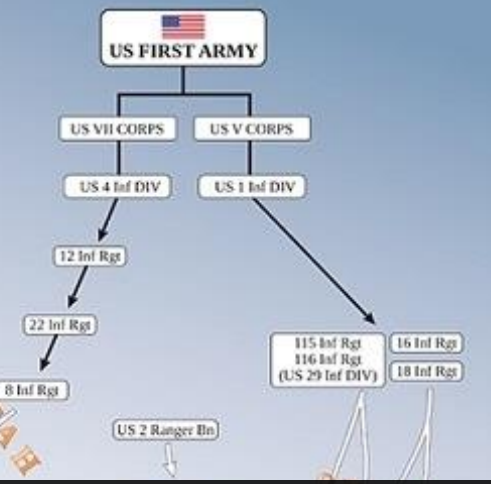 US FIRST ARMY
US VII CORPS
US V CORPS
US 4 Inf DIV
US 1 Inf DIV
12 Inf Rgt
22 Inf Rgt
115 Inf Rgt
116 Inf Rgt
(US 29 Inf DIV)
16 Inf Rgt
18 Inf Rgt
8 Inf Rgt
US 2 Ranger Bn
AH